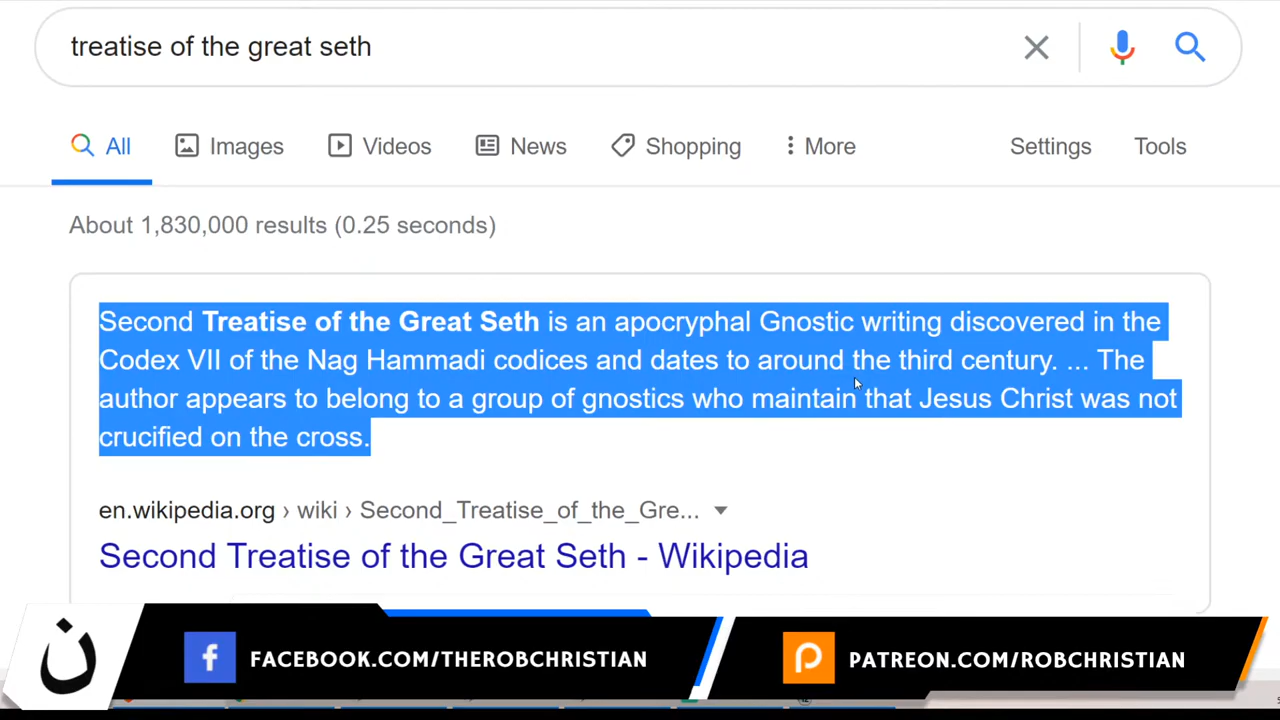 treatise of the great seth
All
Images
Videos
News
Shopping
More
Settings
Tools
About 1,830,000 results (0.25 seconds)
Second Treatise of the Great Seth is an apocryphal Gnostic writing discovered in the
Codex VII of the Nag Hammadi codices and dates to around the third century. ... The
author appears to belong to a group of gnostics who maintain that Jesus Christ was not
crucified on the cross.
en.wikipedia.org › wiki › Second_Treatise_of_the_Gre...
Second Treatise of the Great Seth - Wikipedia
ن
FACEBOOK.COM/THEROBCHRISTIAN
PATREON.COM/ROBCHRISTIAN